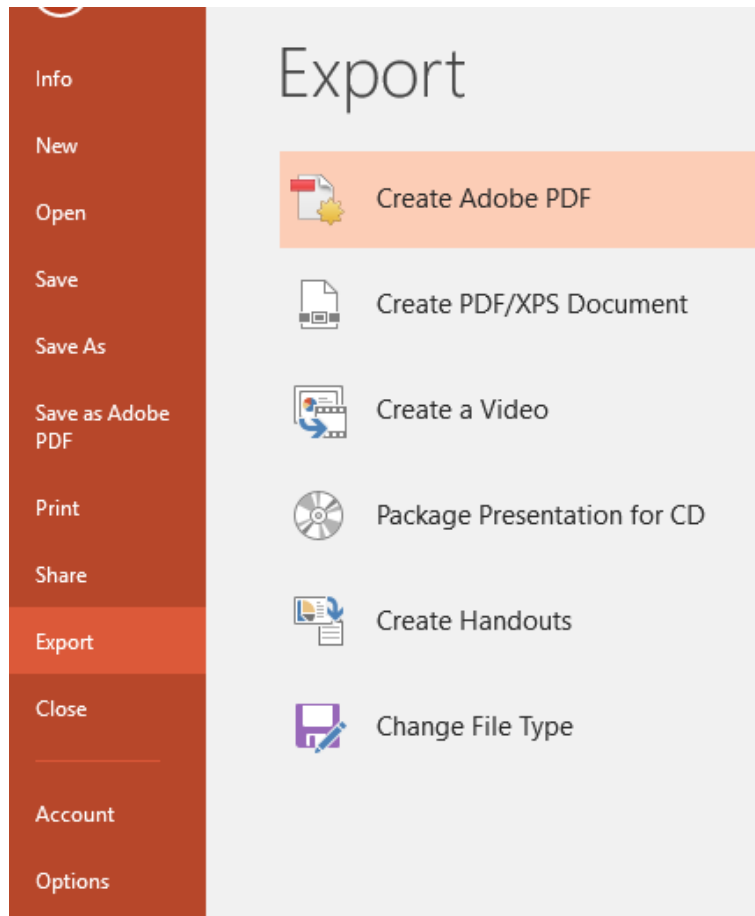 Info
New
Open
Save
Save As
Save as Adobe
PDF
Print
Share
Export
Close
Account
Options
Export
Create Adobe PDF
Create PDF/XPS Document
Create a Video
Package Presentation for CD
Create Handouts
Change File Type